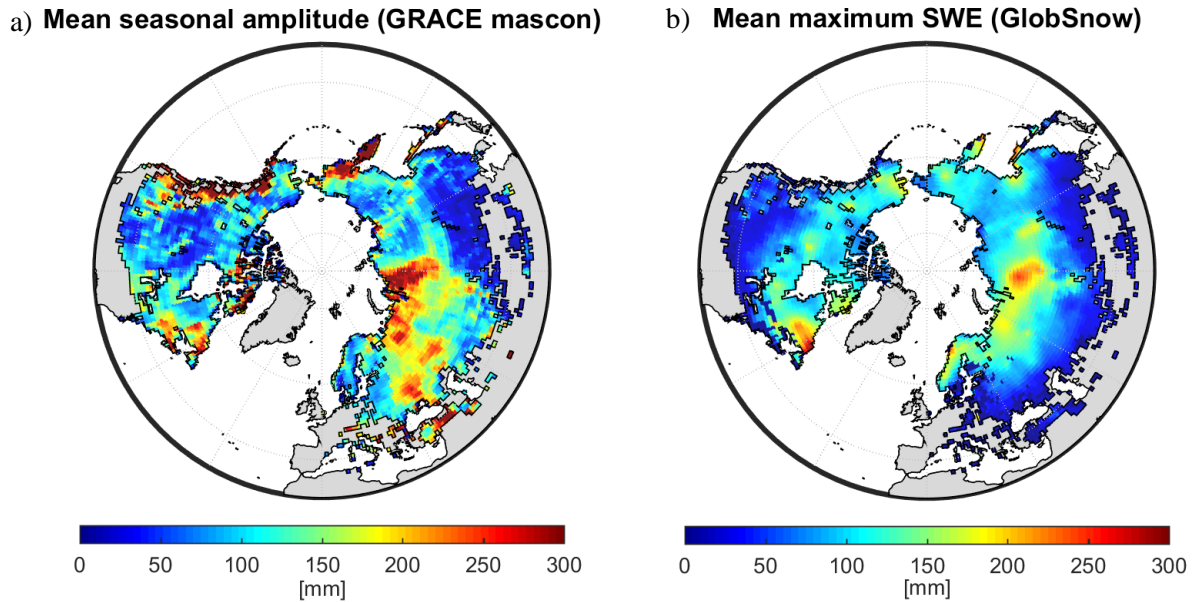 a) Mean seasonal amplitude (GRACE mascon)
b) Mean maximum SWE (GlobSnow)
0 50 100 150 200 250 300
[mm]
0 50 100 150 200 250 300
[mm]